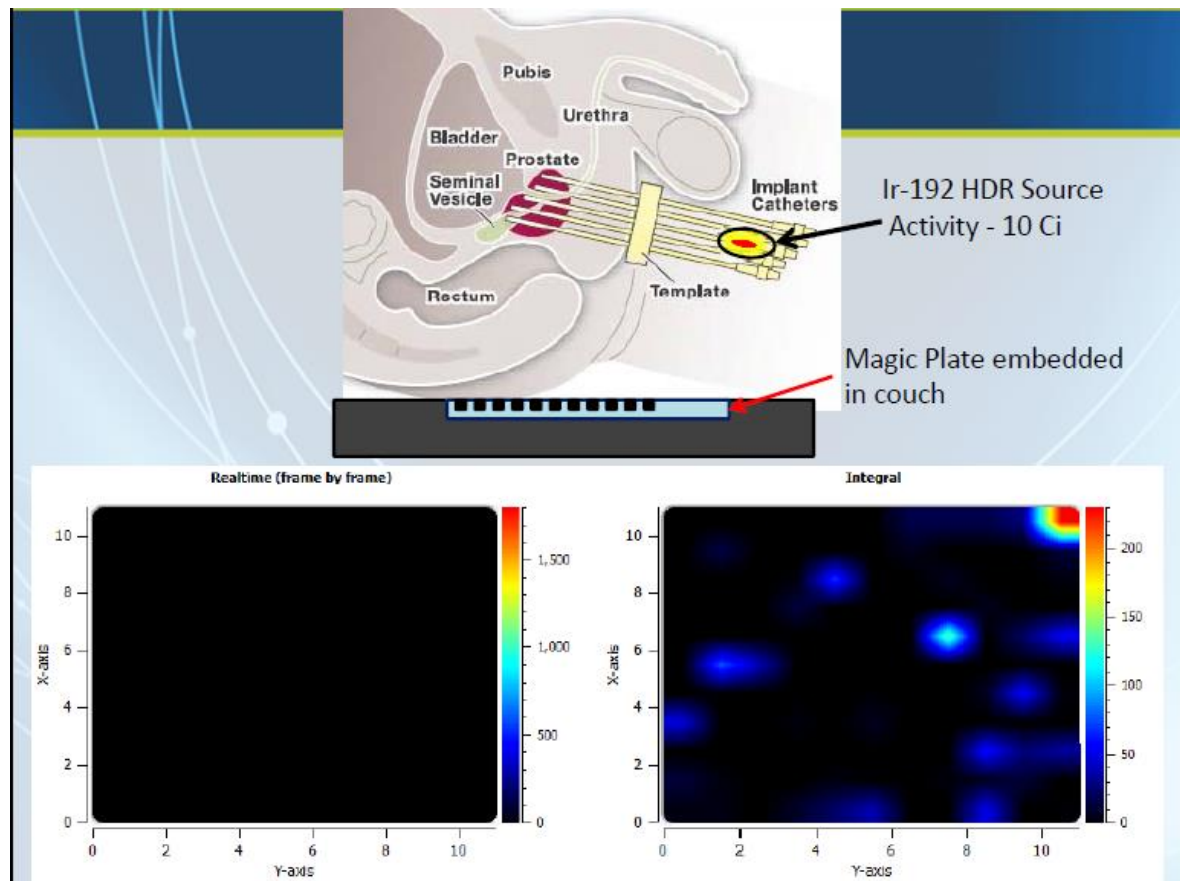 Pubis
Urethra
Bladder
Prostate
Seminal
Vesicle
Implant
Catheters
Rectum
Template
Ir-192 HDR Source
Activity - 10 Ci
Magic Plate embedded
in couch
Realtime (frame by frame)
X-axis
10
8
6
4
2
0
0 2 4 6 8 10
Y-axis
1,500
1,000
500
0
Integral
X-axis
10
8
6
4
2
0
0 2 4 6 8 10
Y-axis
200
150
100
50
0